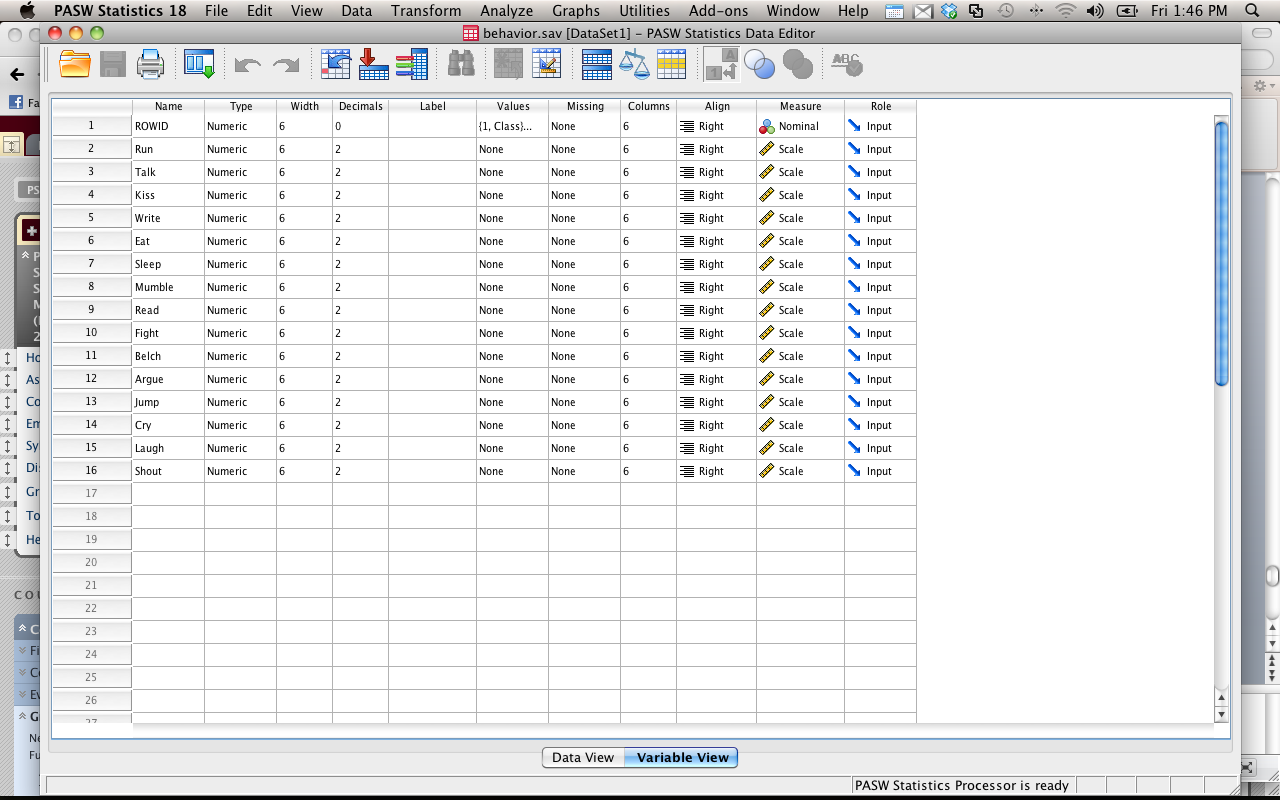 PASW Statistics 18 File Edit View Data Transform Analyze Graphs Utilities Add-ons Window Help Fri 1:46 PM
behavior.sav [DataSet1] – PASW Statistics Data Editor
Name Type Width Decimals Label Values Missing Columns Align Measure Role
1 ROWID Numeric 6 0 {1, Class}... None 6 Right Nominal Input
2 Run Numeric 6 2 None None 6 Right Scale Input
3 Talk Numeric 6 2 None None 6 Right Scale Input
4 Kiss Numeric 6 2 None None 6 Right Scale Input
5 Write Numeric 6 2 None None 6 Right Scale Input
6 Eat Numeric 6 2 None None 6 Right Scale Input
7 Sleep Numeric 6 2 None None 6 Right Scale Input
8 Mumble Numeric 6 2 None None 6 Right Scale Input
9 Read Numeric 6 2 None None 6 Right Scale Input
10 Fight Numeric 6 2 None None 6 Right Scale Input
11 Belch Numeric 6 2 None None 6 Right Scale Input
12 Argue Numeric 6 2 None None 6 Right Scale Input
13 Jump Numeric 6 2 None None 6 Right Scale Input
14 Cry Numeric 6 2 None None 6 Right Scale Input
15 Laugh Numeric 6 2 None None 6 Right Scale Input
16 Shout Numeric 6 2 None None 6 Right Scale Input
17
18
19
20
21
22
23
24
25
26
27
Data View Variable View
PASW Statistics Processor is ready